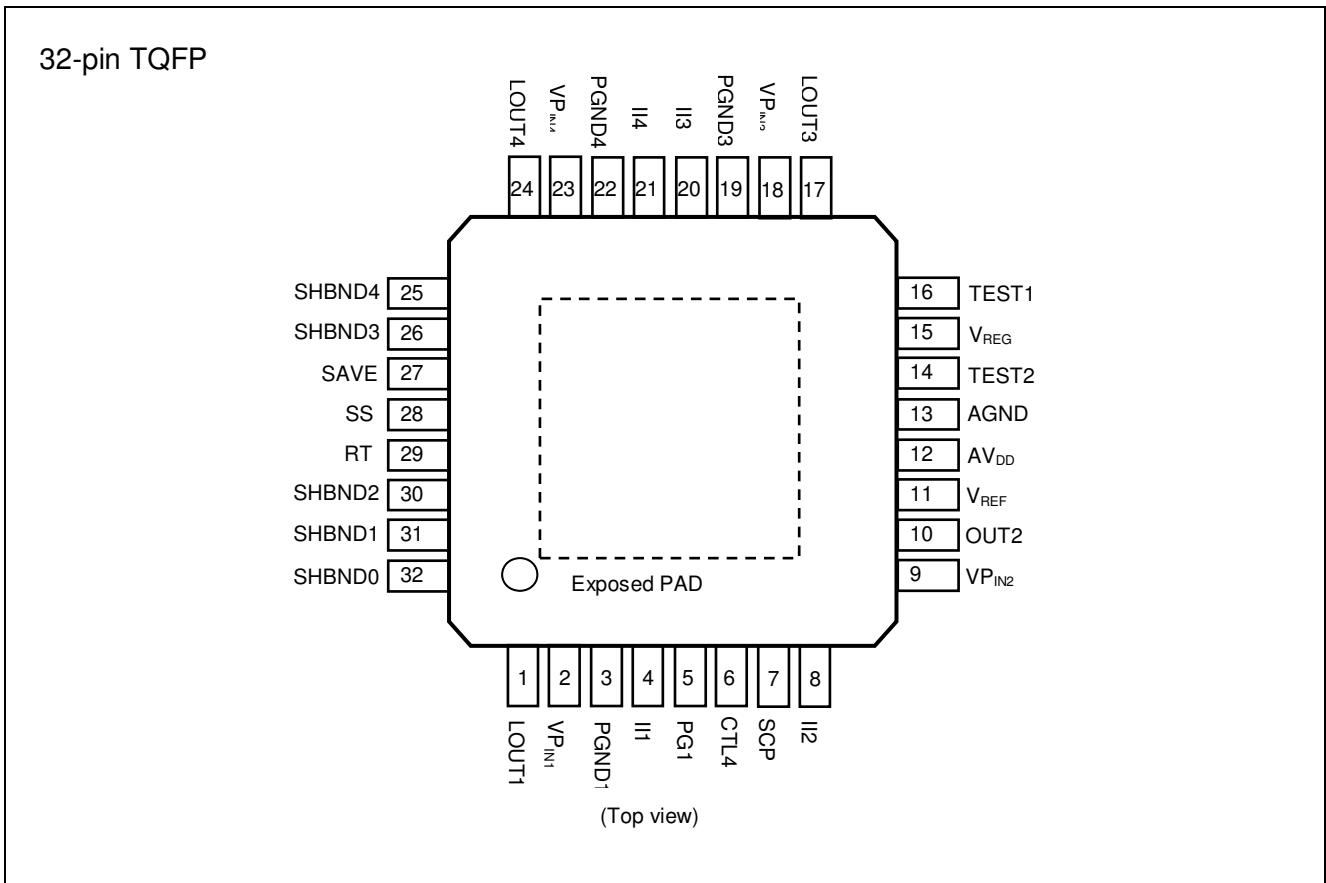 32-pin TQFP
LOUT4
VPIN4
PGND4
II4
II3
PGND3
LOUT3
24
23
22
21
20
19
18
17
SHBND4 25
SHBND3 26
SAVE 27
SS 28
RT 29
SHBND2 30
SHBND1 31
SHBND0 32
16 TEST1
15 VREG
14 TEST2
13 AGND
12 AVDD
11 VREF
10 OUT2
9 VPIN2
Exposed PAD
1
2
3
4
5
6
7
8
LOUT1
VPIN1
PGND1
II1
PG1
CTL4
SCP
II2
(Top view)